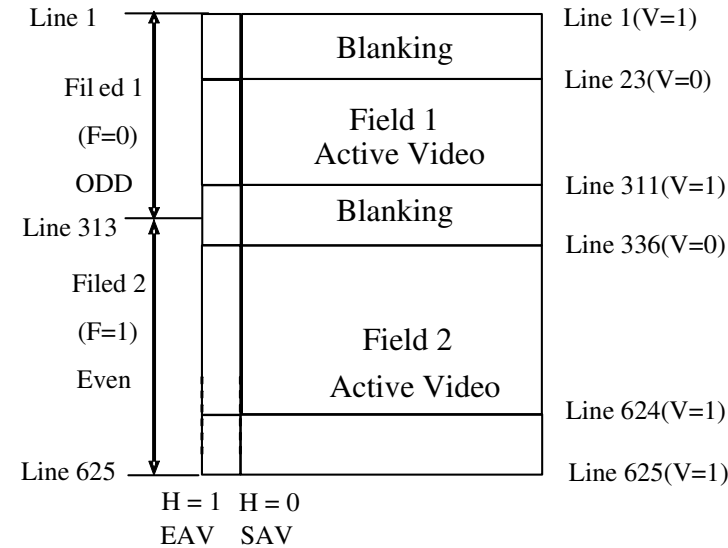 Line 1
Line 1(V=1)
Blanking
Line 23(V=0)
Fil ed 1
(F=0)
ODD
Field 1
Active Video
Line 311(V=1)
Blanking
Line 313
Line 336(V=0)
Filed 2
(F=1)
Even
Field 2
Active Video
Line 624(V=1)
Line 625
Line 625(V=1)
H = 1 H = 0
EAV SAV